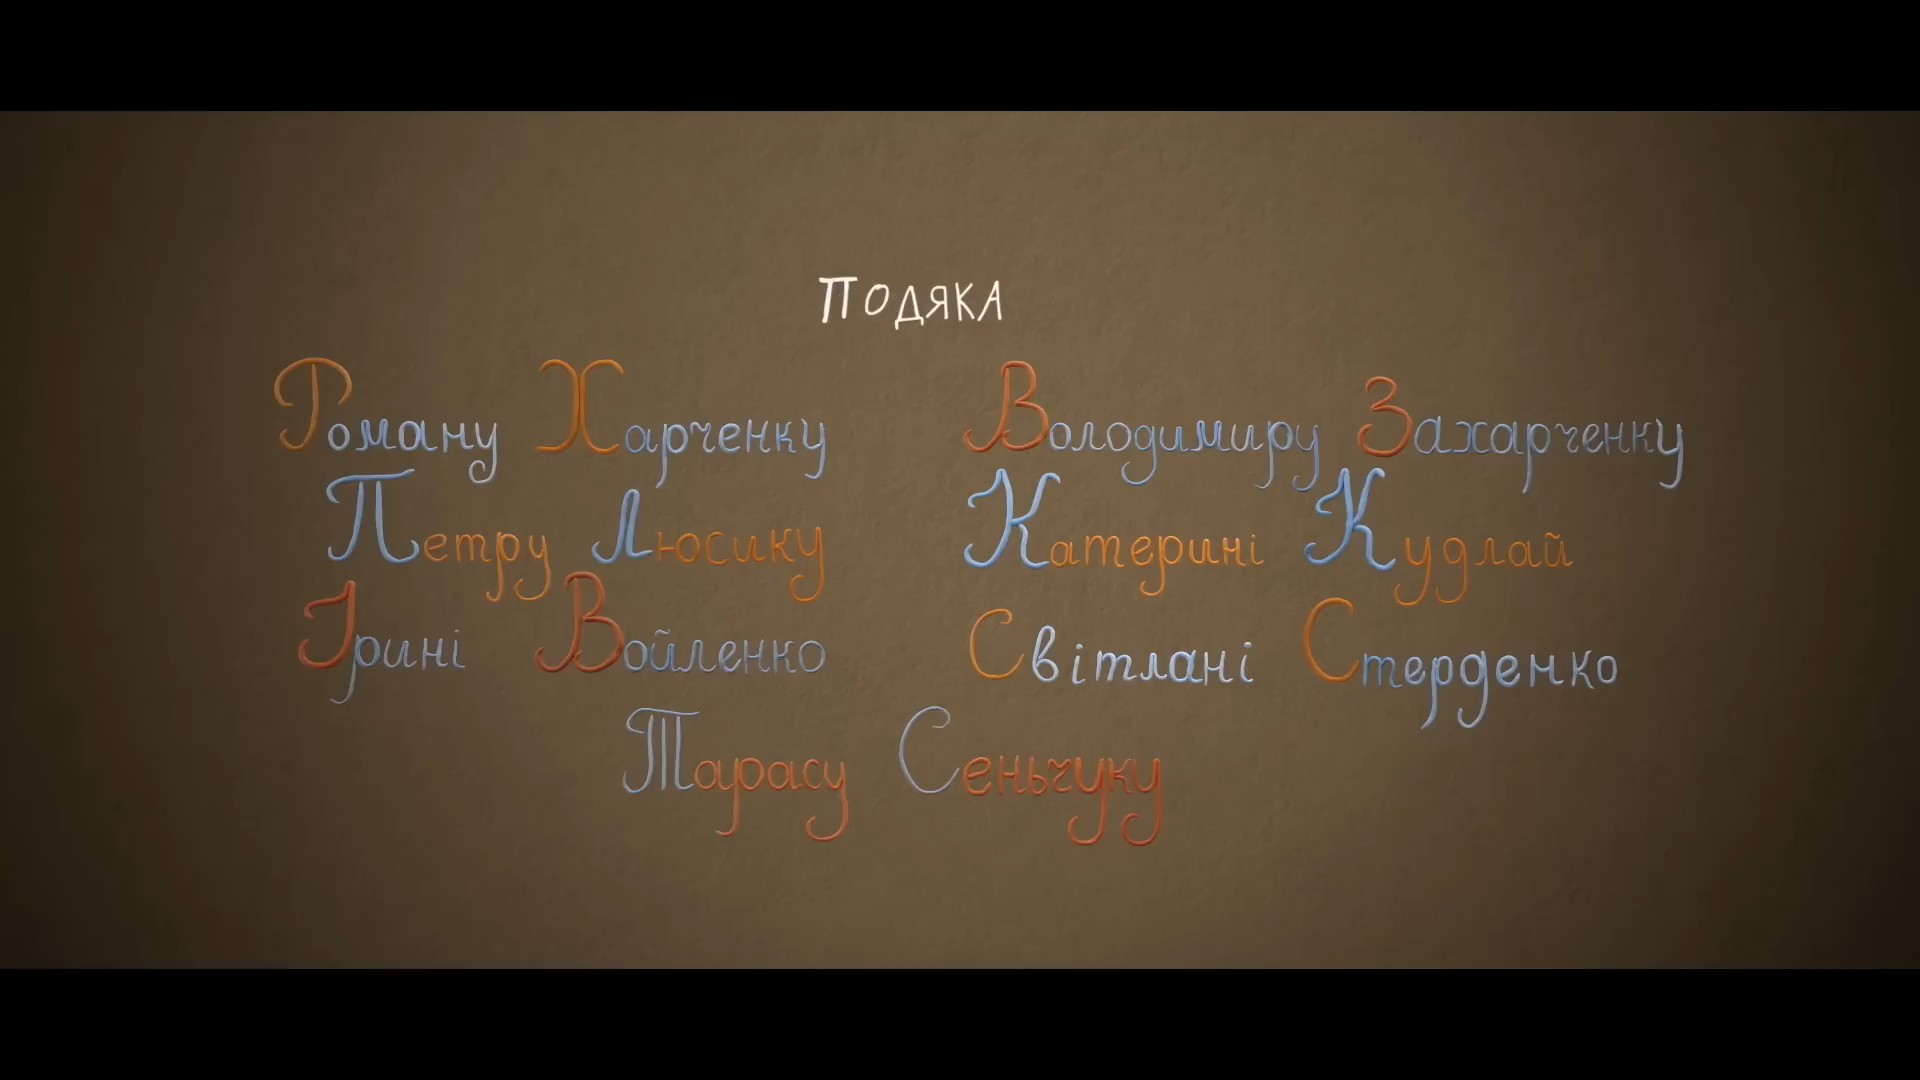 ПОДЯКА
Роману Харченку Володимиру Захарченку
Петру Люсику Катерині Кудлай
Ірині Войленко Світлані Стерденко
Тарасу Сеньчуку